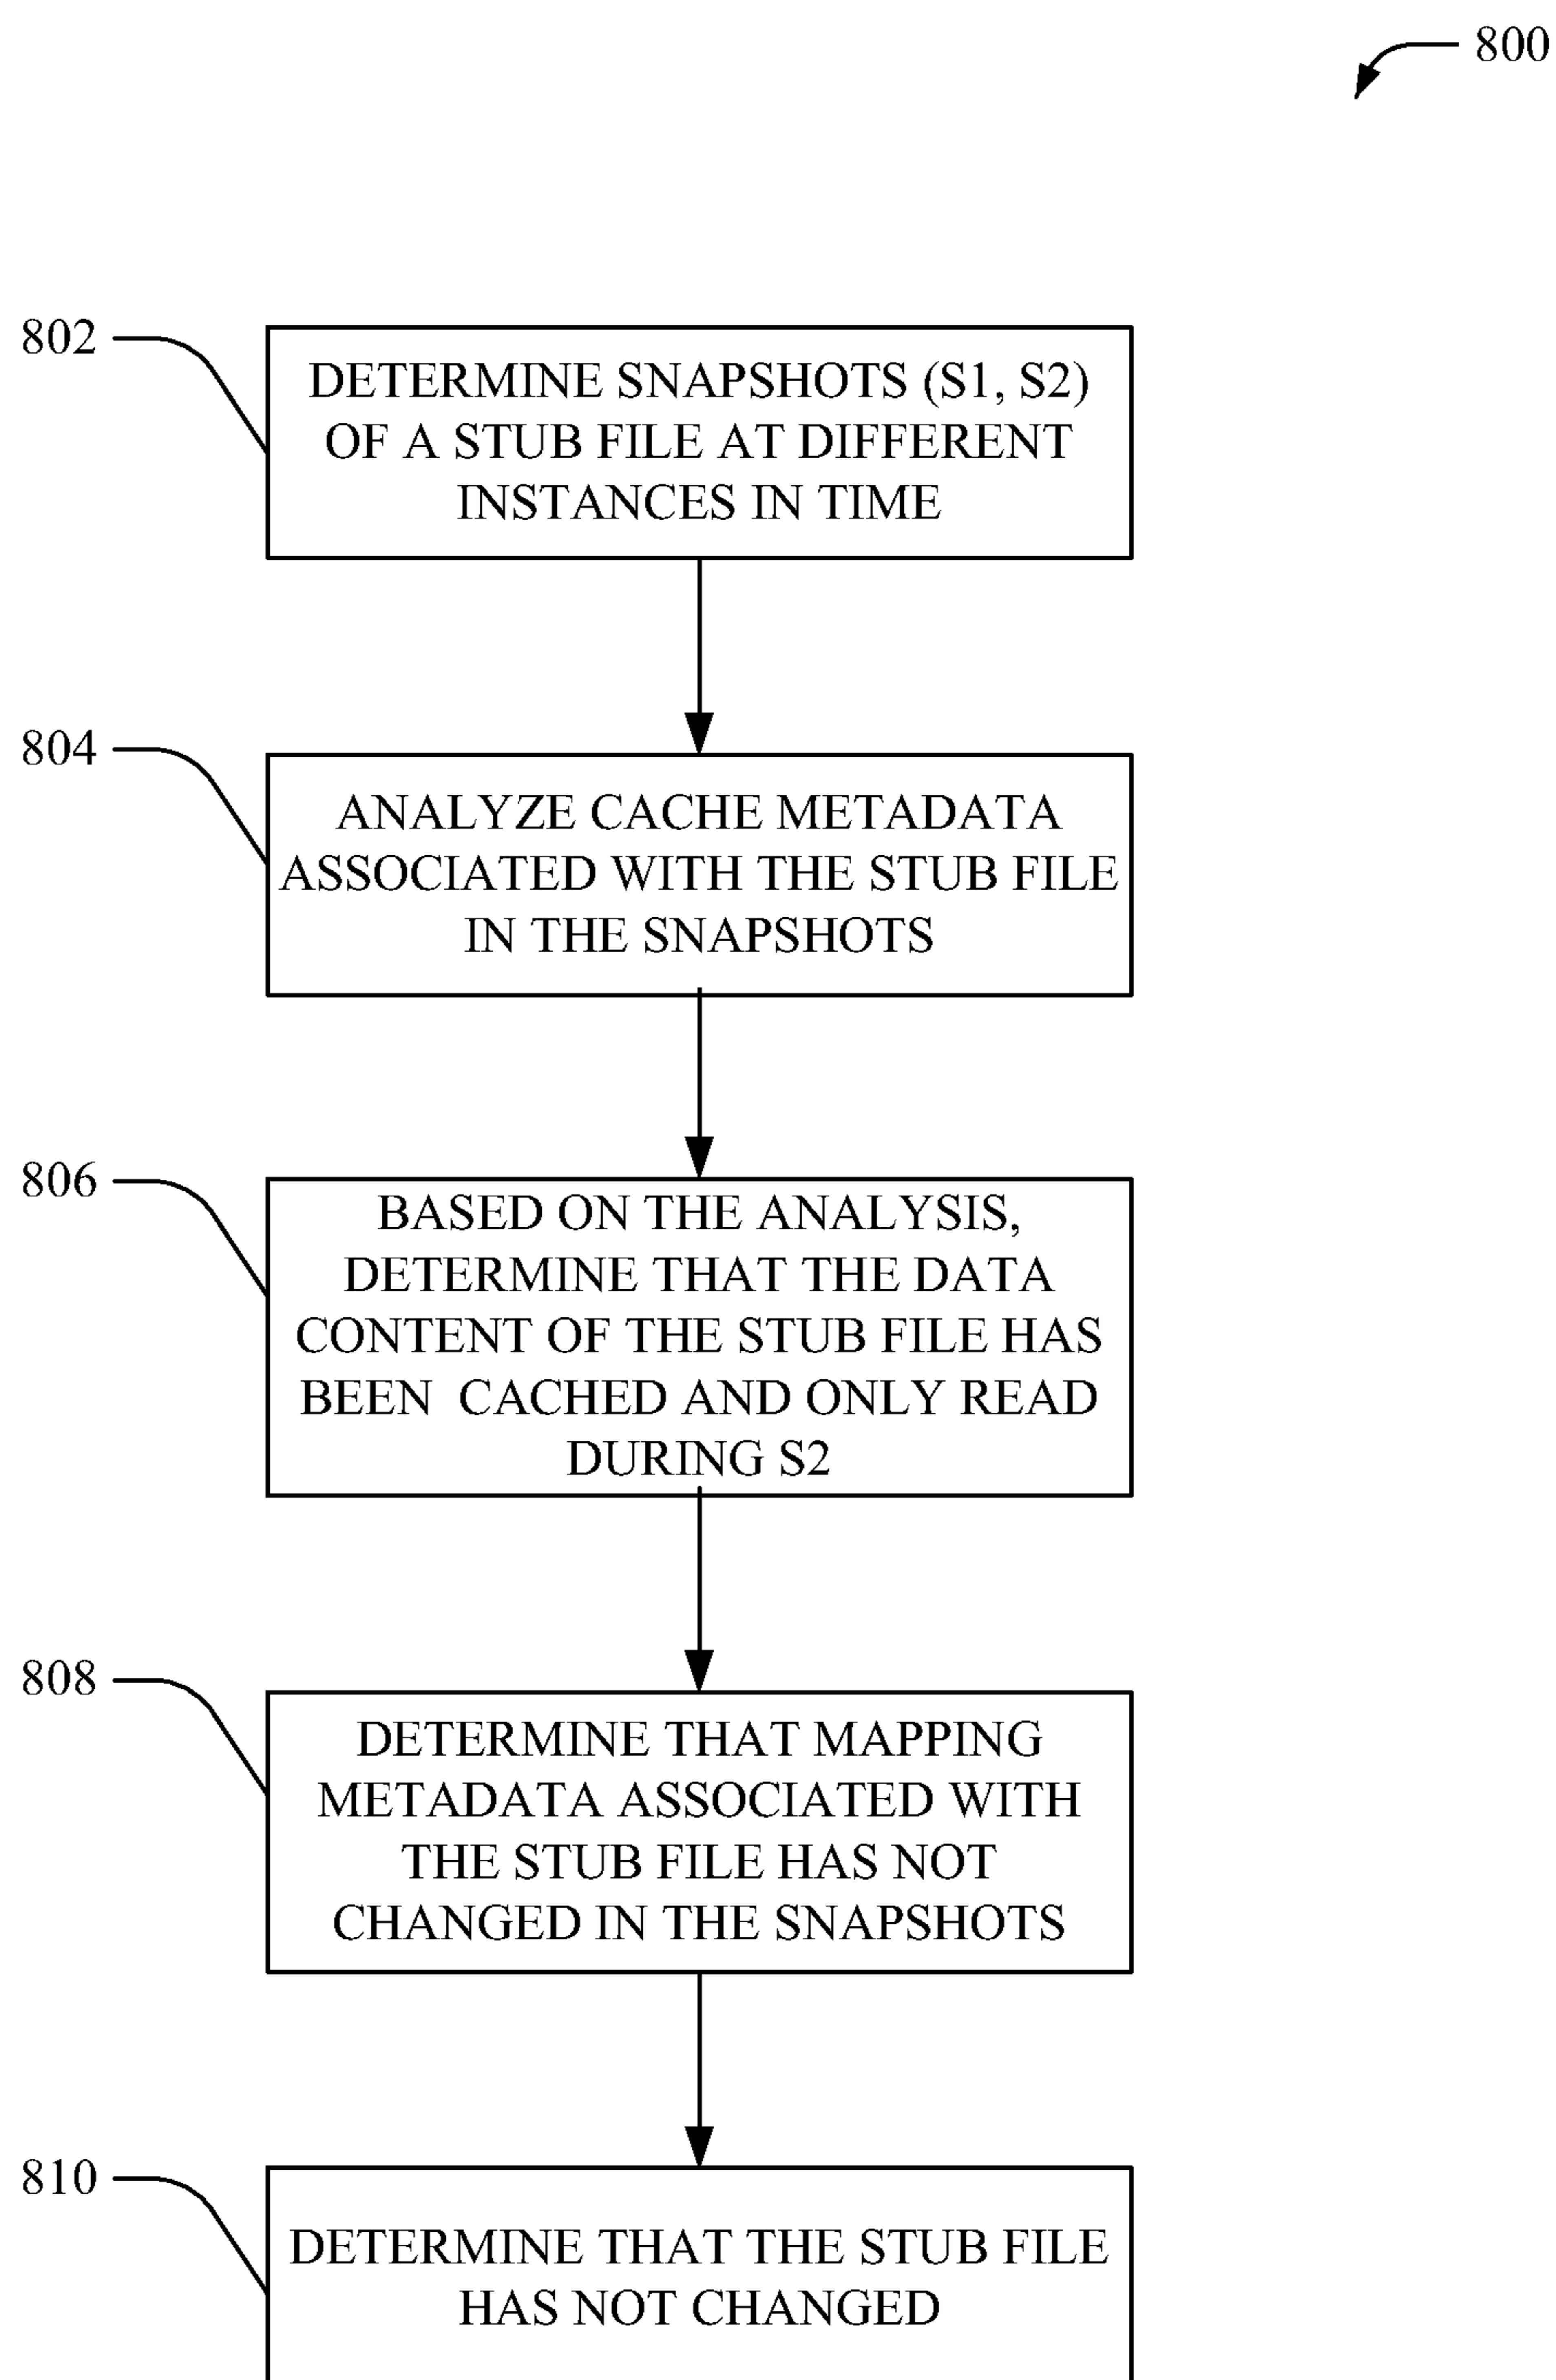 800
802
DETERMINE SNAPSHOTS (S1, S2)
OF A STUB FILE AT DIFFERENT
INSTANCES IN TIME
804
ANALYZE CACHE METADATA
ASSOCIATED WITH THE STUB FILE
IN THE SNAPSHOTS
806
BASED ON THE ANALYSIS,
DETERMINE THAT THE DATA
CONTENT OF THE STUB FILE HAS
BEEN CACHED AND ONLY READ
DURING S2
808
DETERMINE THAT MAPPING
METADATA ASSOCIATED WITH
THE STUB FILE HAS NOT
CHANGED IN THE SNAPSHOTS
810
DETERMINE THAT THE STUB FILE
HAS NOT CHANGED